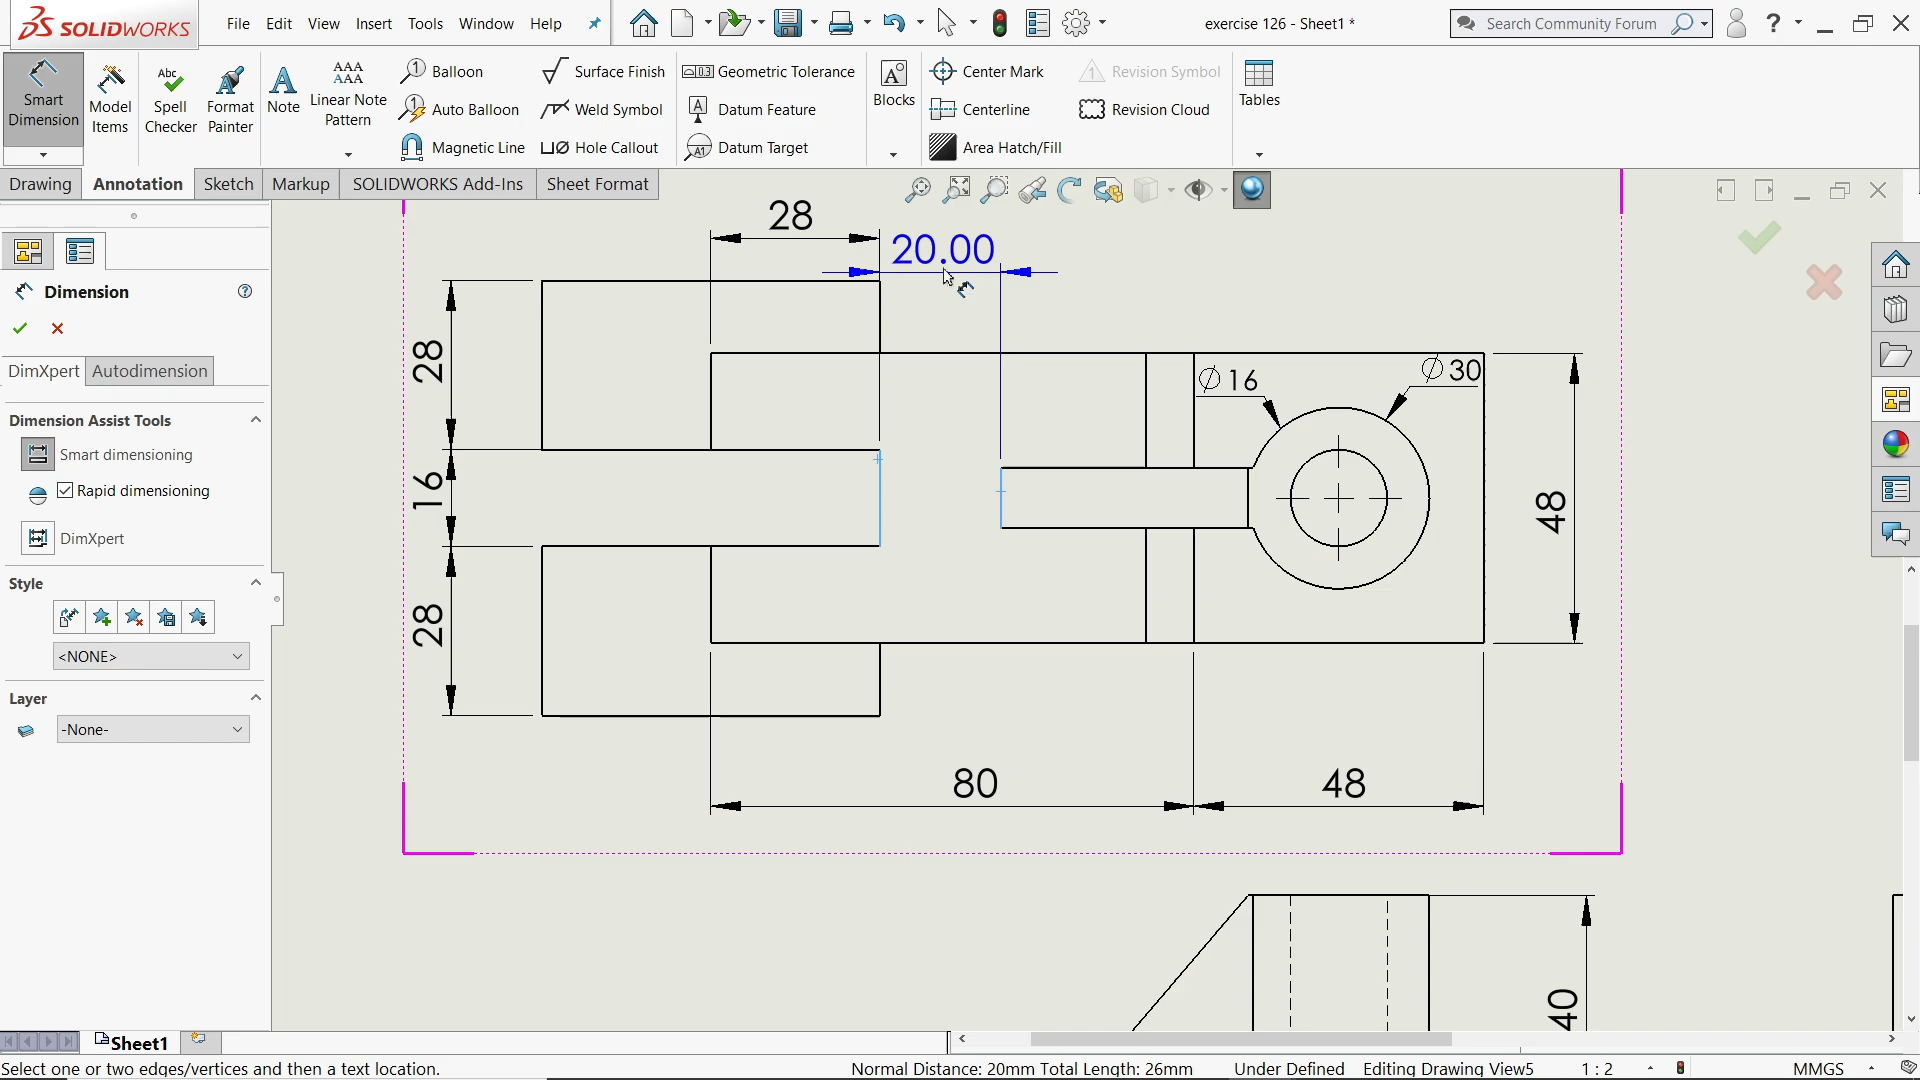 SOLIDWORKS
File Edit View Insert Tools Window Help
exercise 126 - Sheet1 *
Search Community Forum
?
Smart Dimension
Model Items
Abc
Spell Checker
Format Painter
A
Note
AAA
AAA
Linear Note Pattern
Balloon
Auto Balloon
Magnetic Line
Surface Finish
Weld Symbol
Hole Callout
Geometric Tolerance
Datum Feature
Datum Target
Blocks
Center Mark
Centerline
Area Hatch/Fill
Revision Symbol
Revision Cloud
Tables
Drawing Annotation Sketch Markup SOLIDWORKS Add-Ins Sheet Format
Dimension
DimXpert Autodimension
Dimension Assist Tools
Smart dimensioning
Rapid dimensioning
DimXpert
Style
<NONE>
Layer
-None-
28
20.00
28
16
28
∅ 16
∅ 30
48
80
48
40
Sheet1
Select one or two edges/vertices and then a text location.
Normal Distance: 20mm Total Length: 26mm
Under Defined
Editing Drawing View5
1 : 2
MMGS